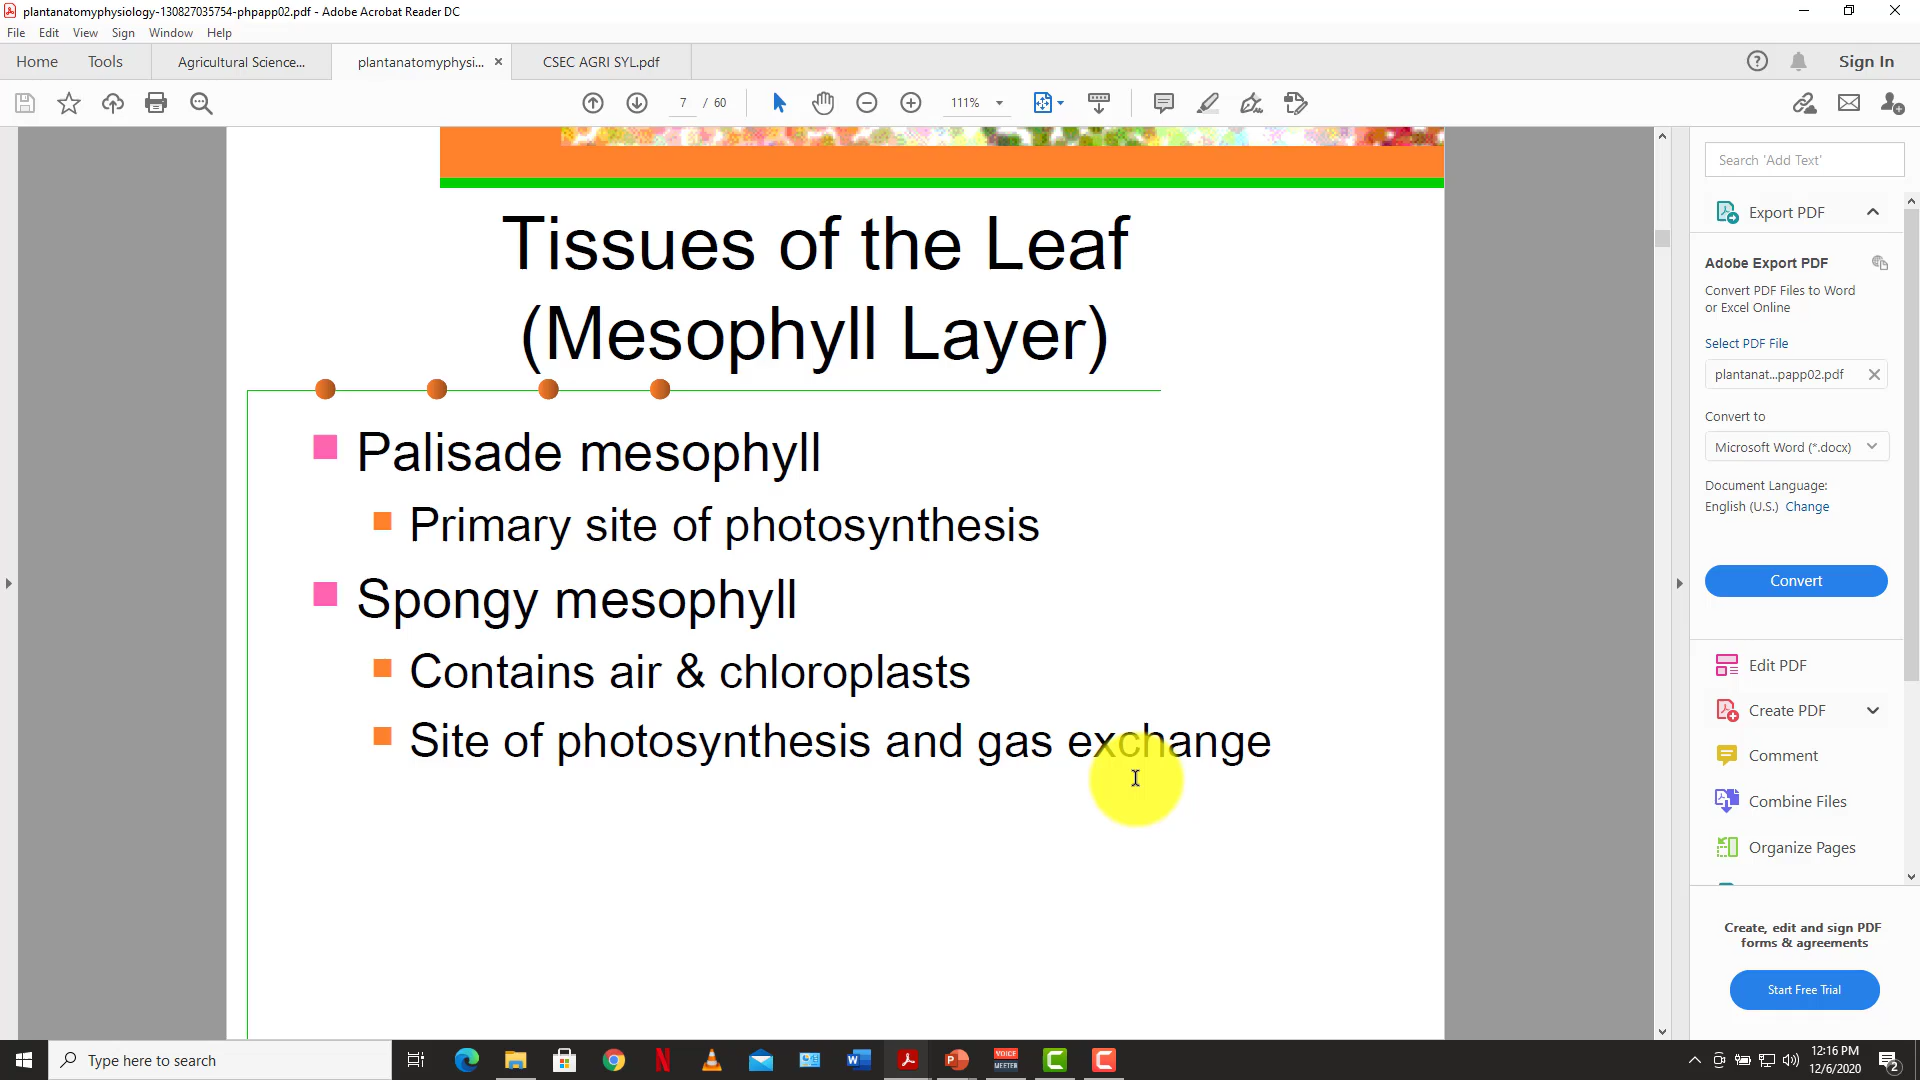 plantanatomyphysiology-130827035754-phpapp02.pdf - Adobe Acrobat Reader DC
File Edit View Sign Window Help
Home Tools Agricultural Science... plantanatomyphysi... CSEC AGRI SYL.pdf Sign In
7 / 60 111%
Tissues of the Leaf
(Mesophyll Layer)
Palisade mesophyll
Primary site of photosynthesis
Spongy mesophyll
Contains air & chloroplasts
Site of photosynthesis and gas exchange
Search 'Add Text'
Export PDF
Adobe Export PDF
Convert PDF Files to Word
or Excel Online
Select PDF File
plantanat...papp02.pdf
Convert to
Microsoft Word (*.docx)
Document Language:
English (U.S.) Change
Convert
Edit PDF
Create PDF
Comment
Combine Files
Organize Pages
Create, edit and sign PDF
forms & agreements
Start Free Trial
Type here to search
VOICE
MEETER
12:16 PM
12/6/2020
2